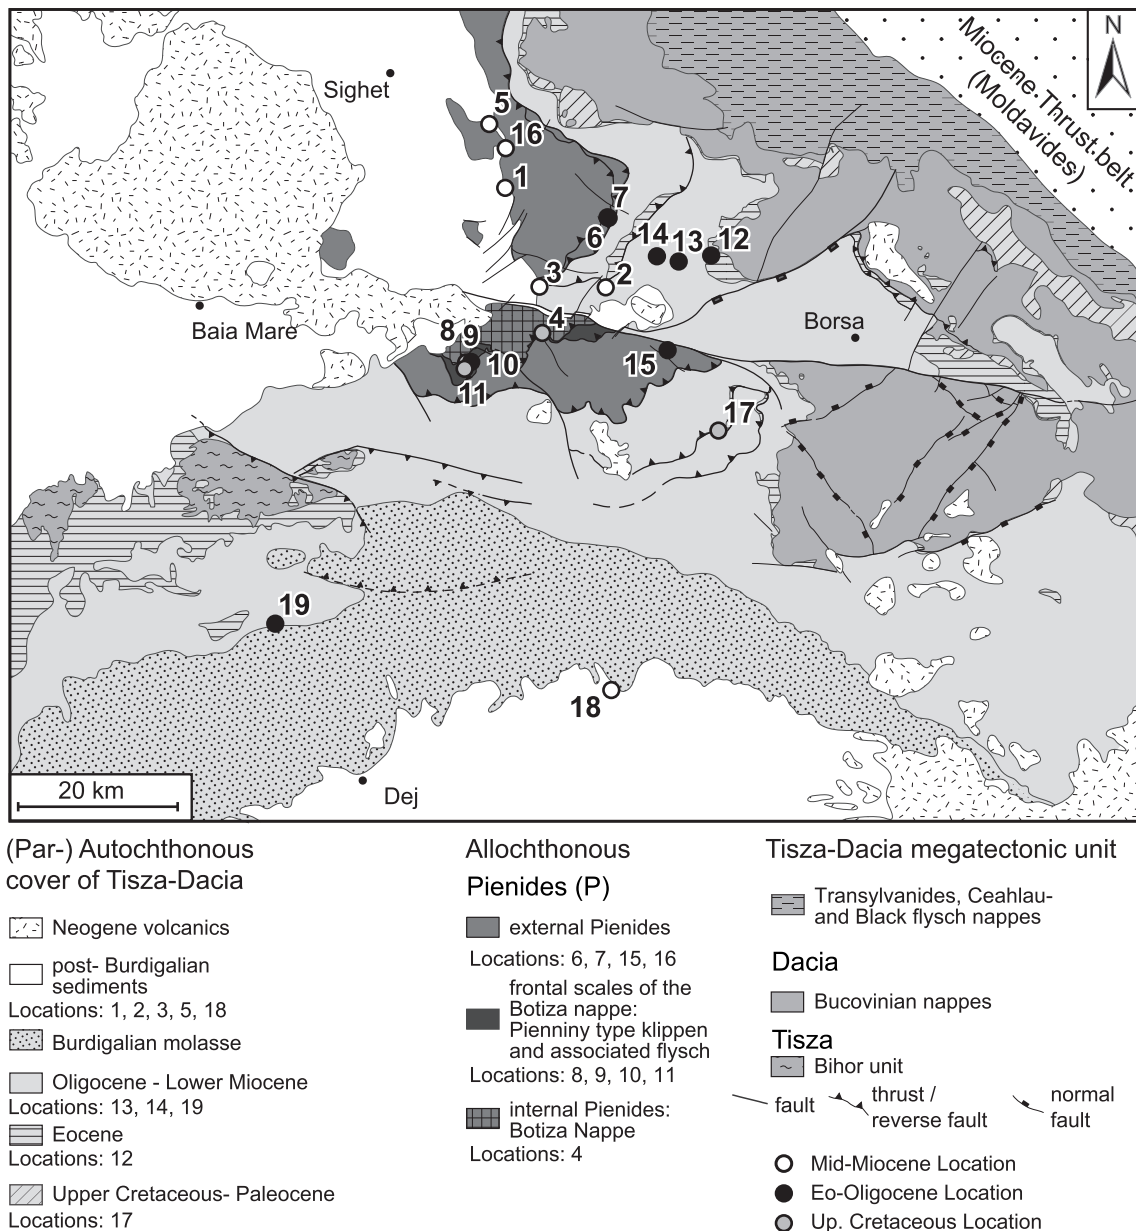 N
Miocene Thrust belt
(Moldavides)
Sighet
5
16
1
7
6
14
13
12
3
2
4
Baia Mare
8
9
10
11
15
Borsa
17
19
18
20 km
Dej
(Par-) Autochthonous
cover of Tisza-Dacia
Neogene volcanics
post- Burdigalian
sediments
Locations: 1, 2, 3, 5, 18
Burdigalian molasse
Oligocene - Lower Miocene
Locations: 13, 14, 19
Eocene
Locations: 12
Upper Cretaceous- Paleocene
Locations: 17
Allochthonous
Pienides (P)
external Pienides
Locations: 6, 7, 15, 16
frontal scales of the
Botiza nappe:
Pienniny type klippen
and associated flysch
Locations: 8, 9, 10, 11
internal Pienides:
Botiza Nappe
Locations: 4
Tisza-Dacia megatectonic unit
Transylvanides, Ceahlau-
and Black flysch nappes
Dacia
Bucovinian nappes
Tisza
Bihor unit
fault
thrust /
reverse fault
normal
fault
Mid-Miocene Location
Eo-Oligocene Location
Up. Cretaceous Location